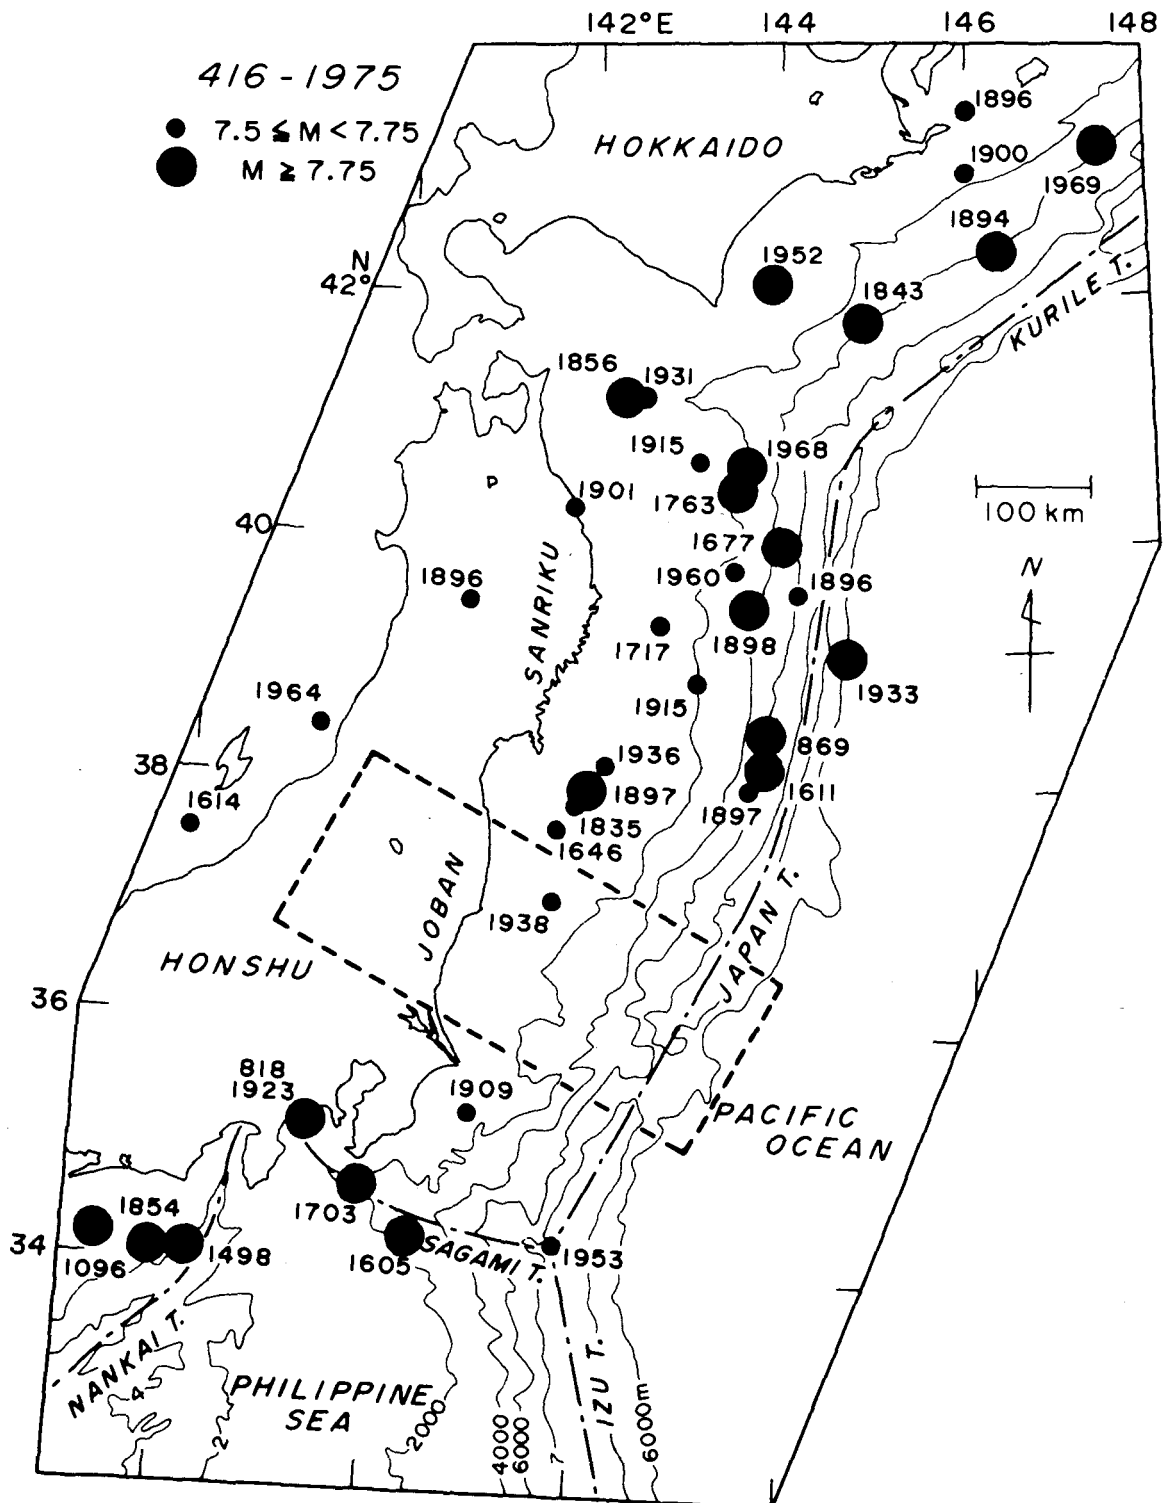 142°E 144 146 148
416-1975
7.5 ≦ M < 7.75
M ≧ 7.75
HOKKAIDO
1896
1900
1969
1894
1952
N
42°
1843
KURILE T.
1856
1931
1915
1968
1901
1763
100 km
40
1677
N
1896
1960
1896
SANRIKU
1717
1898
1964
1915
1933
38
1936
869
1614
1897
1897
1611
1835
1646
JOBAN
1938
JAPAN T.
HONSHU
36
818
1923
1909
PACIFIC
OCEAN
1854
1703
34
1096
1498
1605
SAGAMI T.
1953
NANKAI T.
IZU T.
4
PHILIPPINE
SEA
2
2000
4000
6000
7
6000m